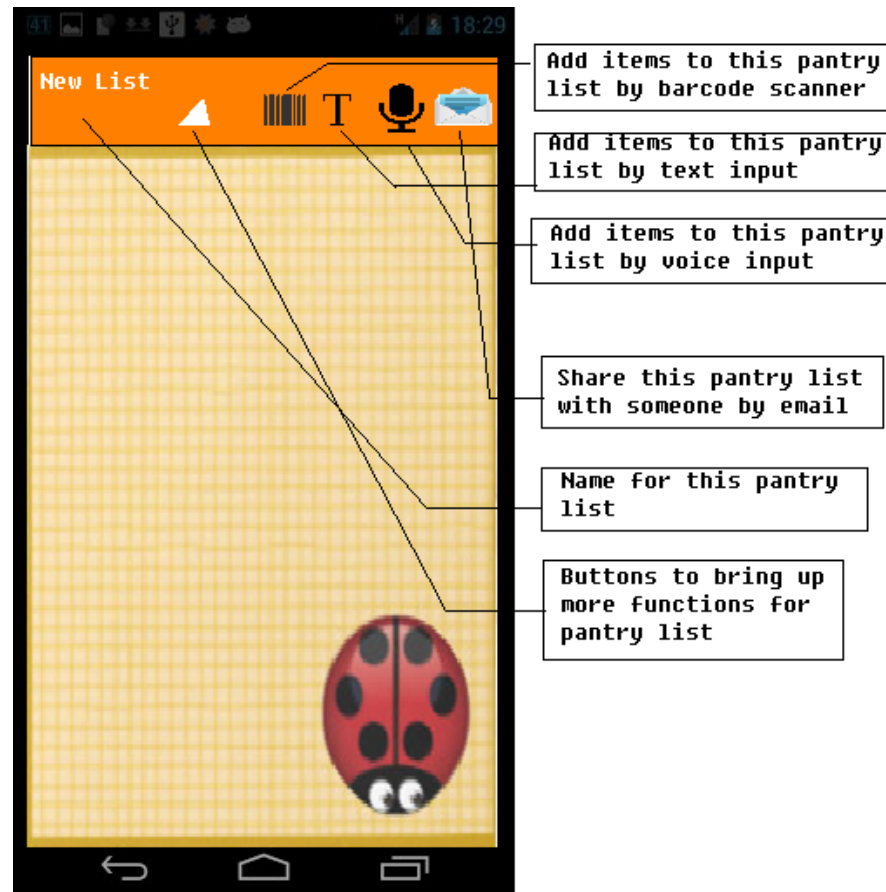 41
H
18:29
New List
T
Add items to this pantry
list by barcode scanner
Add items to this pantry
list by text input
Add items to this pantry
list by voice input
Share this pantry list
with someone by email
Name for this pantry
list
Buttons to bring up
more functions for
pantry list